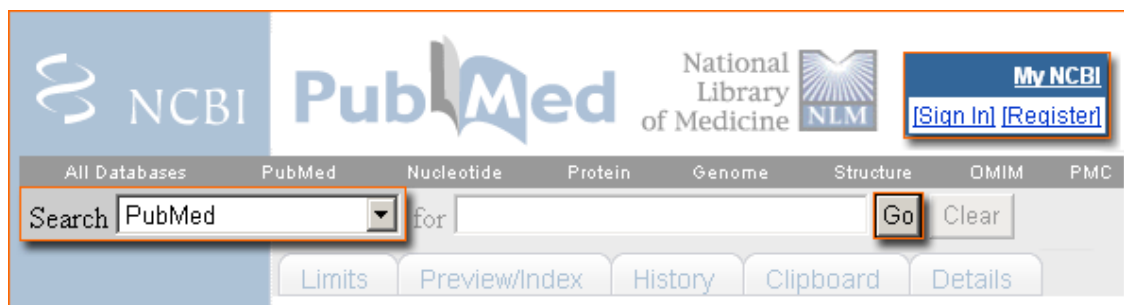 NCBI
PubMed
National
Library
of Medicine
NLM
My NCBI
[Sign In] [Register]
All Databases PubMed Nucleotide Protein Genome Structure OMIM PMC
Search PubMed for Go Clear
Limits Preview/Index History Clipboard Details